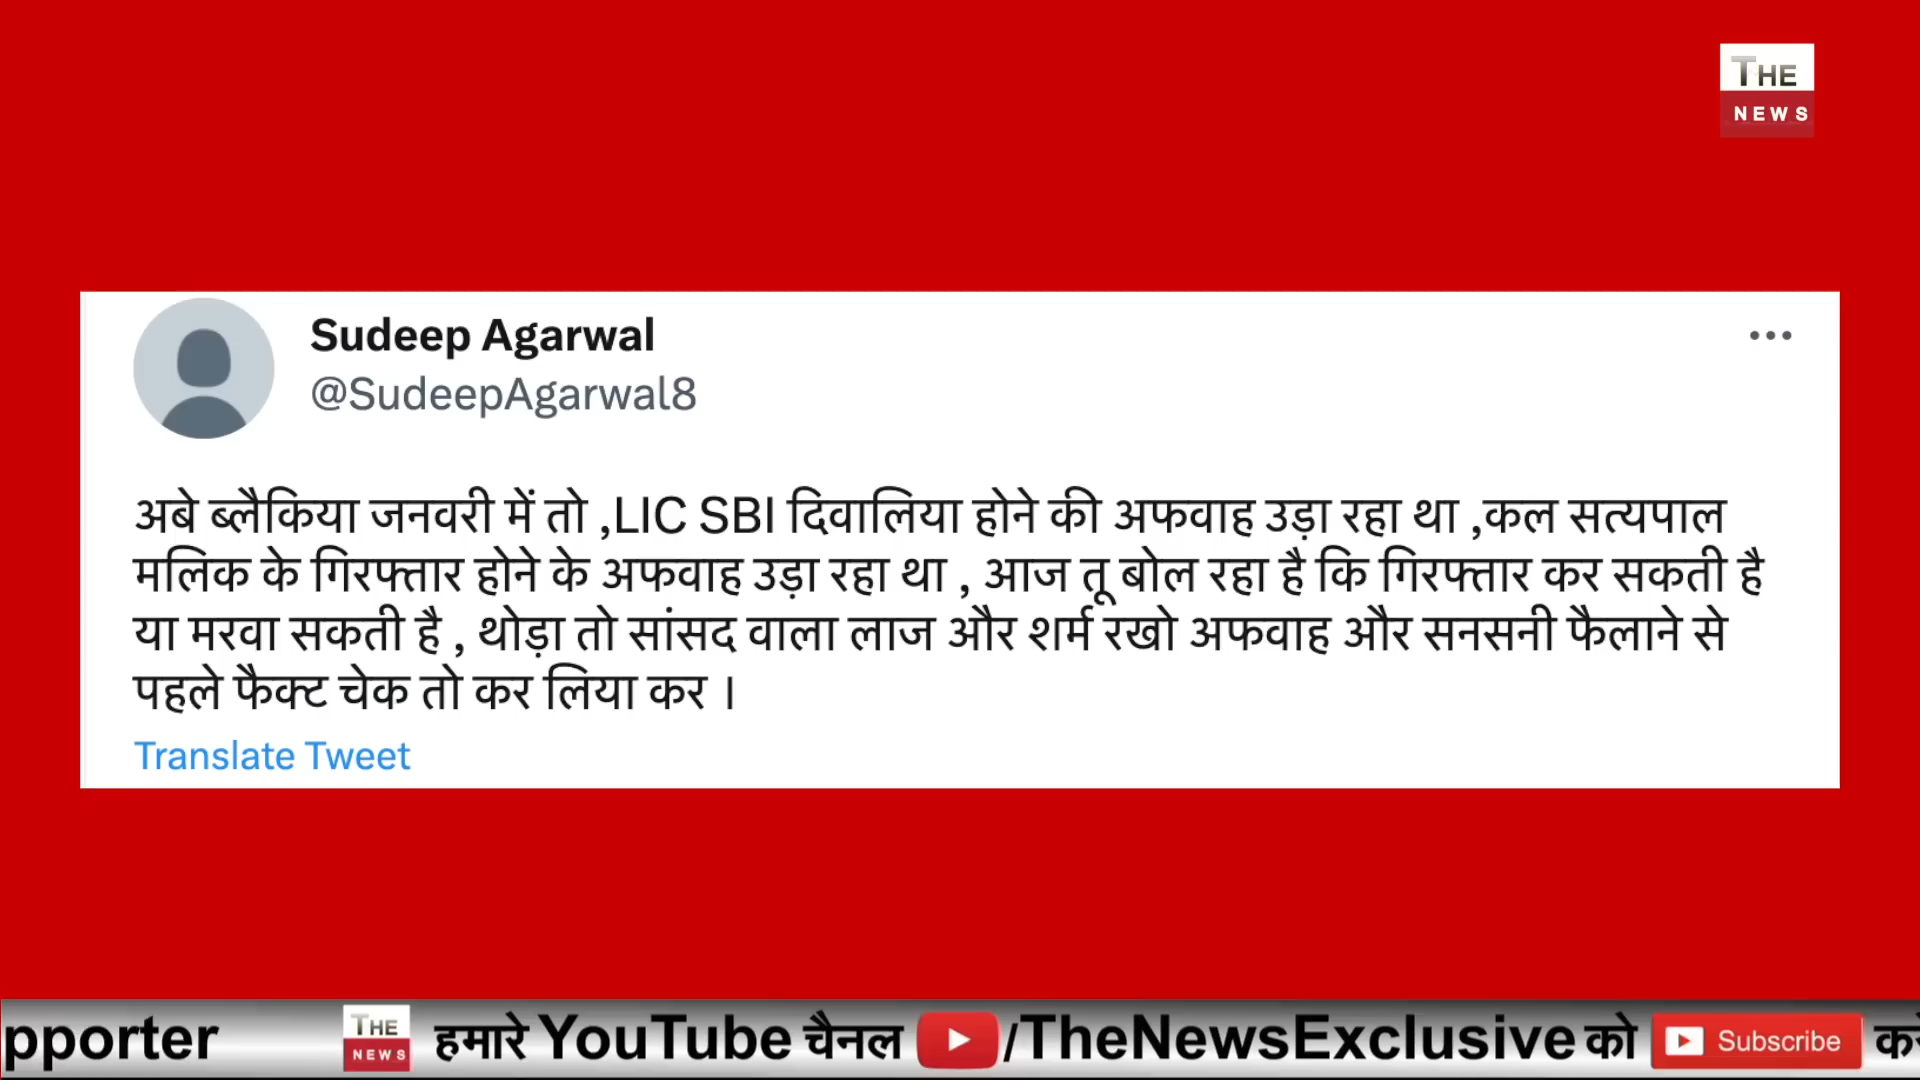 THE
NEWS
Sudeep Agarwal
@SudeepAgarwal8
अबे ब्लैकिया जनवरी में तो ,LIC SBI दिवालिया होने की अफवाह उड़ा रहा था ,कल सत्यपाल
मलिक के गिरफ्तार होने के अफवाह उड़ा रहा था , आज तू बोल रहा है कि गिरफ्तार कर सकती है
या मरवा सकती है , थोड़ा तो सांसद वाला लाज और शर्म रखो अफवाह और सनसनी फैलाने से
पहले फैक्ट चेक तो कर लिया कर ।
Translate Tweet
pporter THE NEWS हमारे YouTube चैनल /TheNewsExclusive को Subscribe